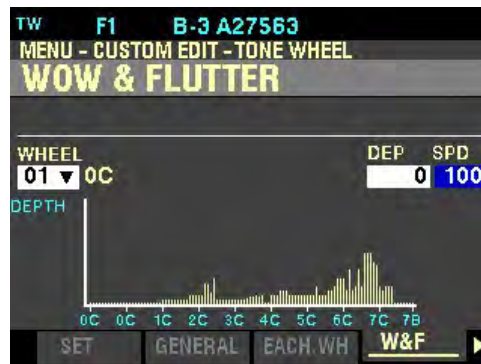 TW F1 B-3 A27563
MENU - CUSTOM EDIT - TONE WHEEL
WOW & FLUTTER
WHEEL DEP SPD
01 ▼ 0C 0 100
DEPTH
0C 0C 1C 2C 3C 4C 5C 6C 7C 7B
SET GENERAL EACH.WH W&F